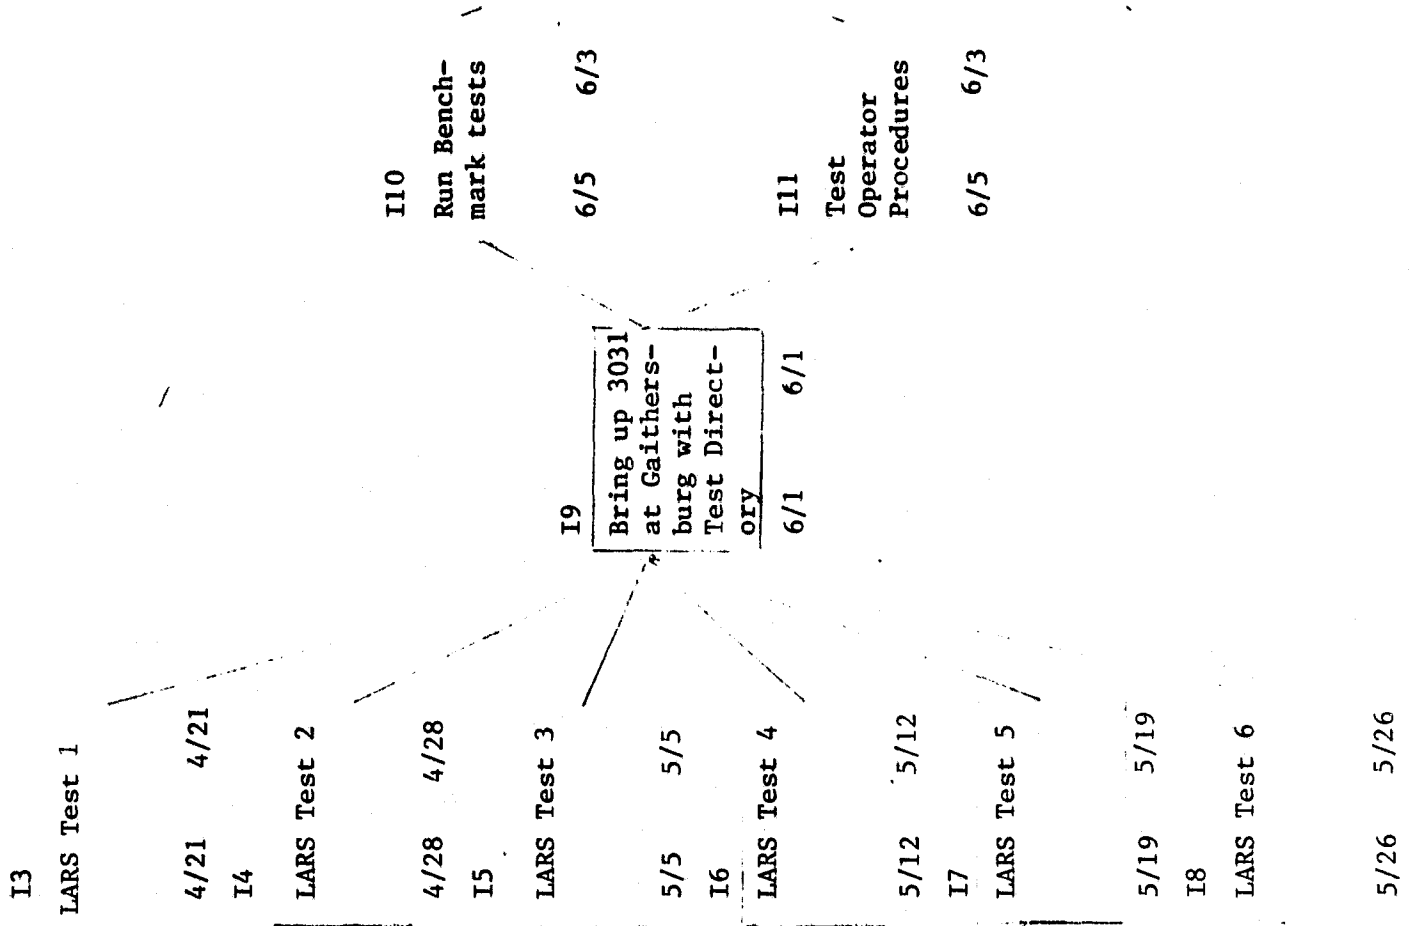 I3
LARS Test 1
4/21 4/21
I4
LARS Test 2
4/28 4/28
I5
LARS Test 3
5/5 5/5
I6
LARS Test 4
5/12 5/12
I7
LARS Test 5
5/19 5/19
I8
LARS Test 6
5/26 5/26
I9
Bring up 3031
at Gaithers-
burg with
Test Direct-
ory
6/1 6/1
I10
Run Bench-
mark tests
6/5 6/3
I11
Test
Operator
Procedures
6/5 6/3